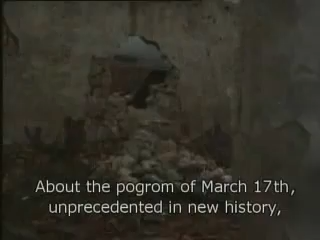 About the pogrom of March 17th,
unprecedented in new history,